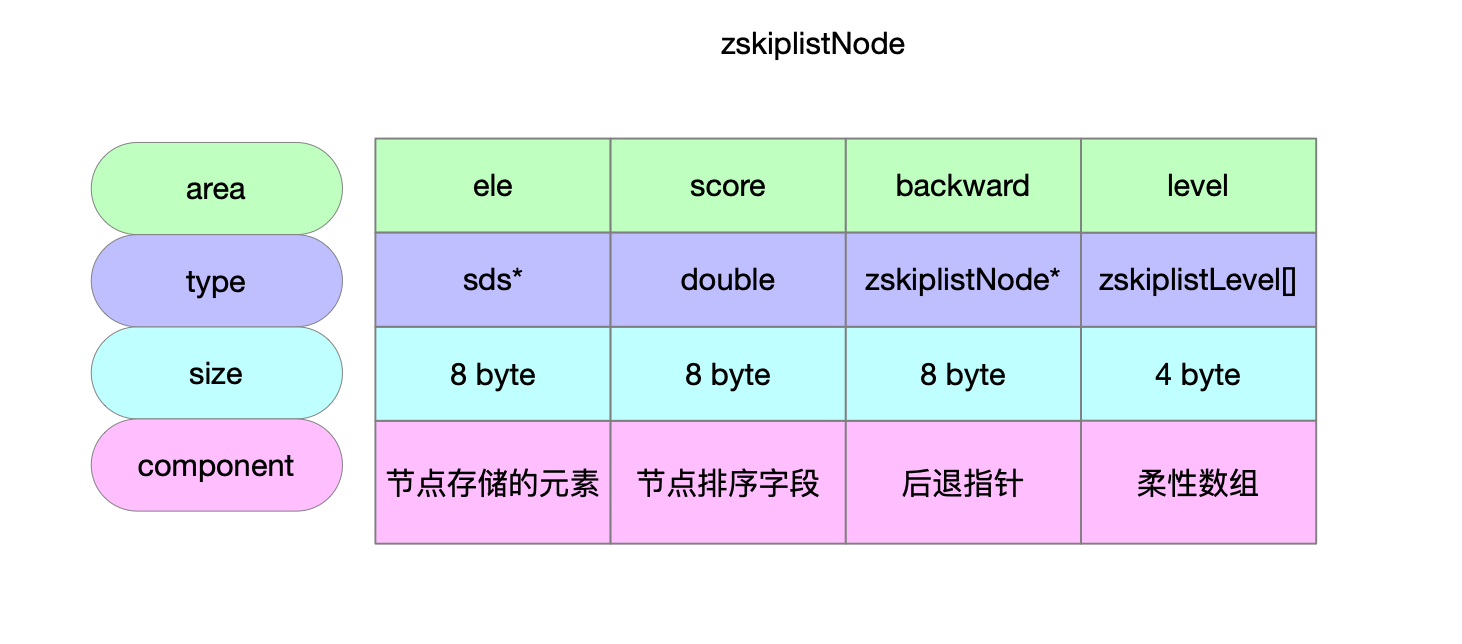 zskiplistNode
area ele score backward level
type sds* double zskiplistNode* zskiplistLevel[]
size 8 byte 8 byte 8 byte 4 byte
component 节点存储的元素 节点排序字段 后退指针 柔性数组